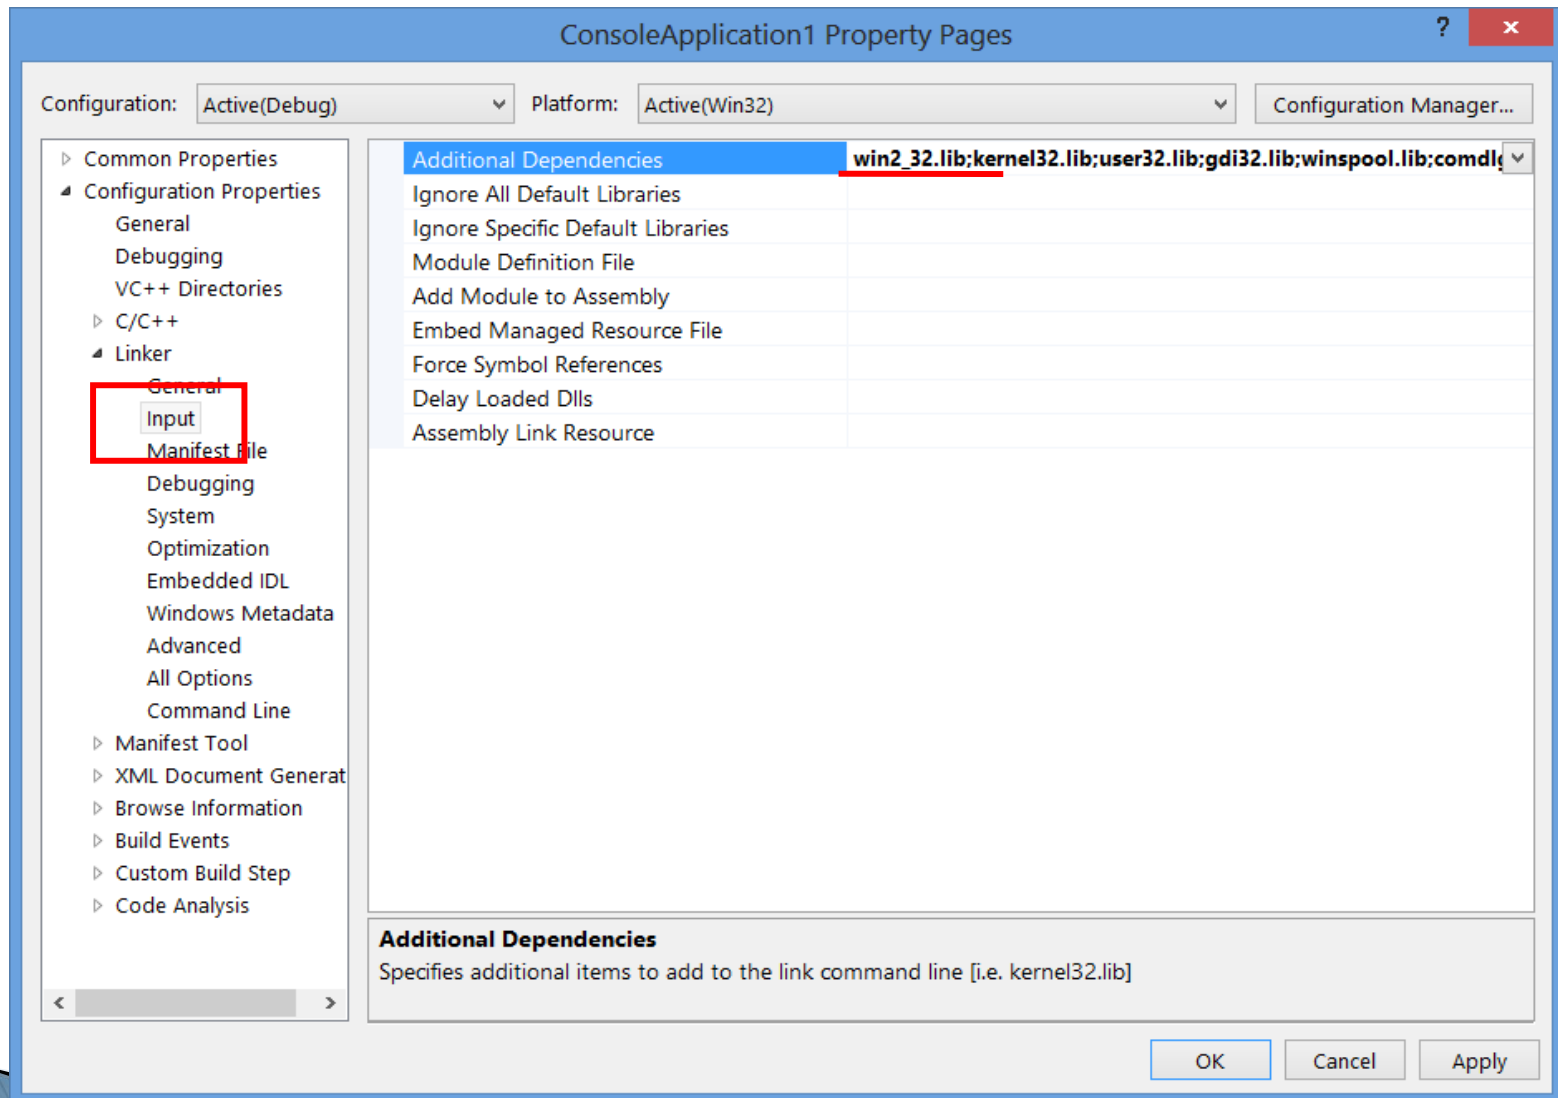 ConsoleApplication1 Property Pages
?
Configuration: Active(Debug) Platform: Active(Win32) Configuration Manager...
Common Properties
Configuration Properties
General
Debugging
VC++ Directories
C/C++
Linker
General
Input
Manifest File
Debugging
System
Optimization
Embedded IDL
Windows Metadata
Advanced
All Options
Command Line
Manifest Tool
XML Document Generat
Browse Information
Build Events
Custom Build Step
Code Analysis
Additional Dependencies win2_32.lib;kernel32.lib;user32.lib;gdi32.lib;winspool.lib;comdlg
Ignore All Default Libraries
Ignore Specific Default Libraries
Module Definition File
Add Module to Assembly
Embed Managed Resource File
Force Symbol References
Delay Loaded Dlls
Assembly Link Resource
Additional Dependencies
Specifies additional items to add to the link command line [i.e. kernel32.lib]
OK Cancel Apply